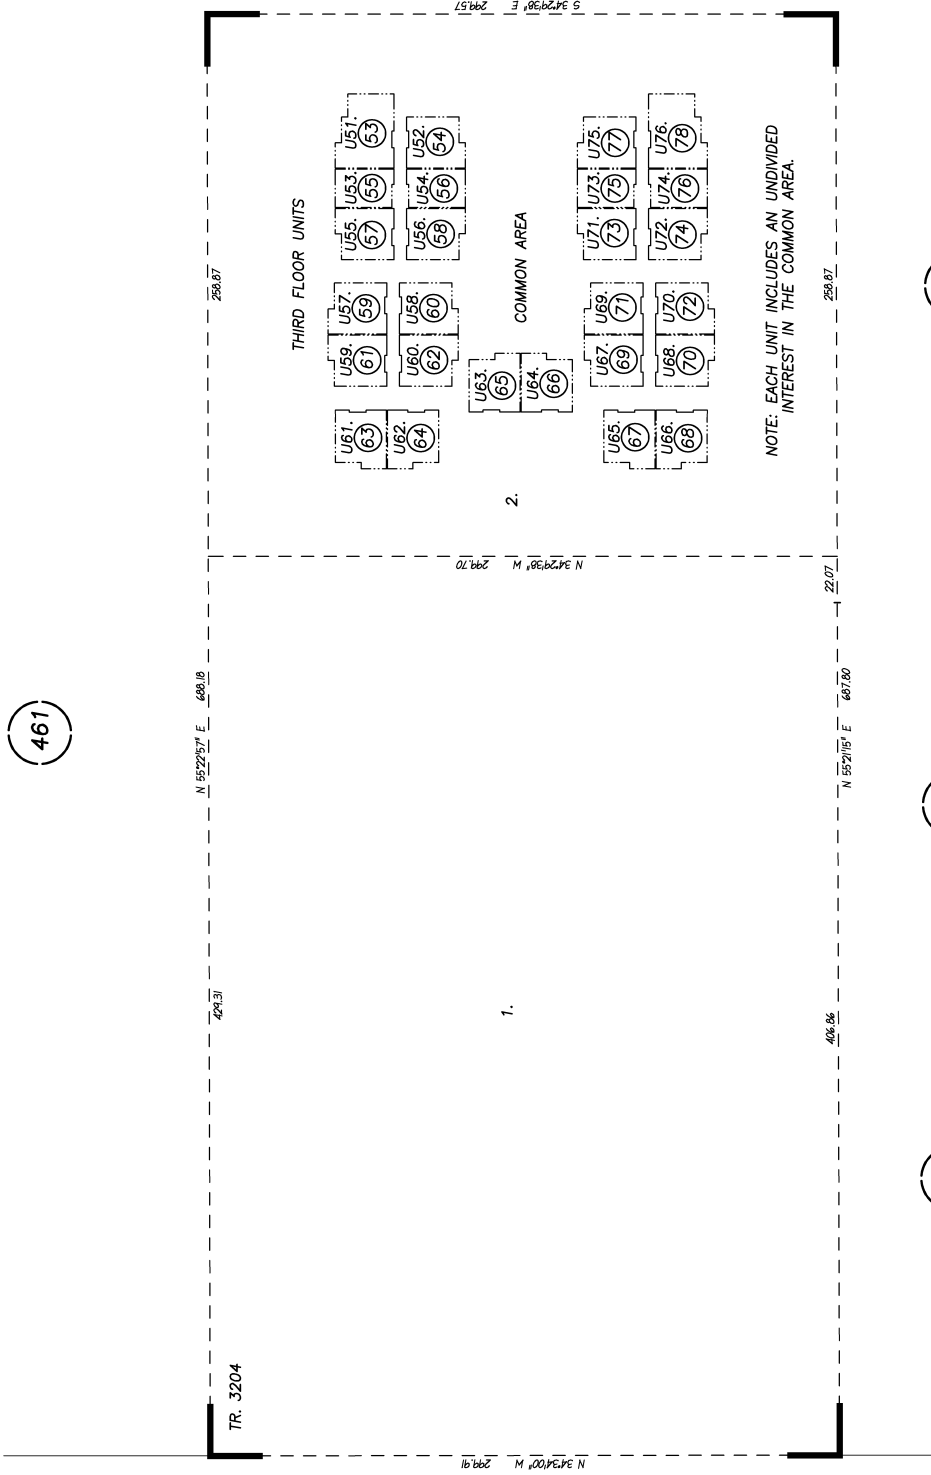 S 34°29'38" E 299.57
258.87
258.87
THIRD FLOOR UNITS
COMMON AREA
NOTE: EACH UNIT INCLUDES AN UNDIVIDED
INTEREST IN THE COMMON AREA.
U51. 53
U52. 54
U53. 55
U54. 56
U55. 57
U56. 58
U57. 59
U58. 60
U59. 61
U60. 62
U61. 63
U62. 64
U63. 65
U64. 66
U65. 67
U66. 68
U67. 69
U68. 70
U69. 71
U70. 72
U71. 73
U72. 74
U73. 75
U74. 76
U75. 77
U76. 78
2.
N 34°29'38" W 299.70
22.07
N 55°22'57" E 688.18
N 55°21'15" E 687.80
461
429.31
406.86
1.
TR. 3204
N 34°34'00" W 299.91